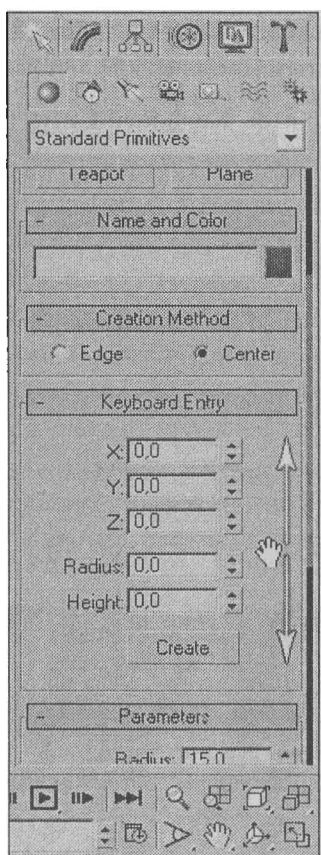 Standard Primitives
Teapot Plane
- Name and Color
- Creation Method
Edge Center
- Keyboard Entry
X: 0,0
Y: 0,0
Z: 0,0
Radius: 0,0
Height: 0,0
Create
- Parameters
Radius: 15,0